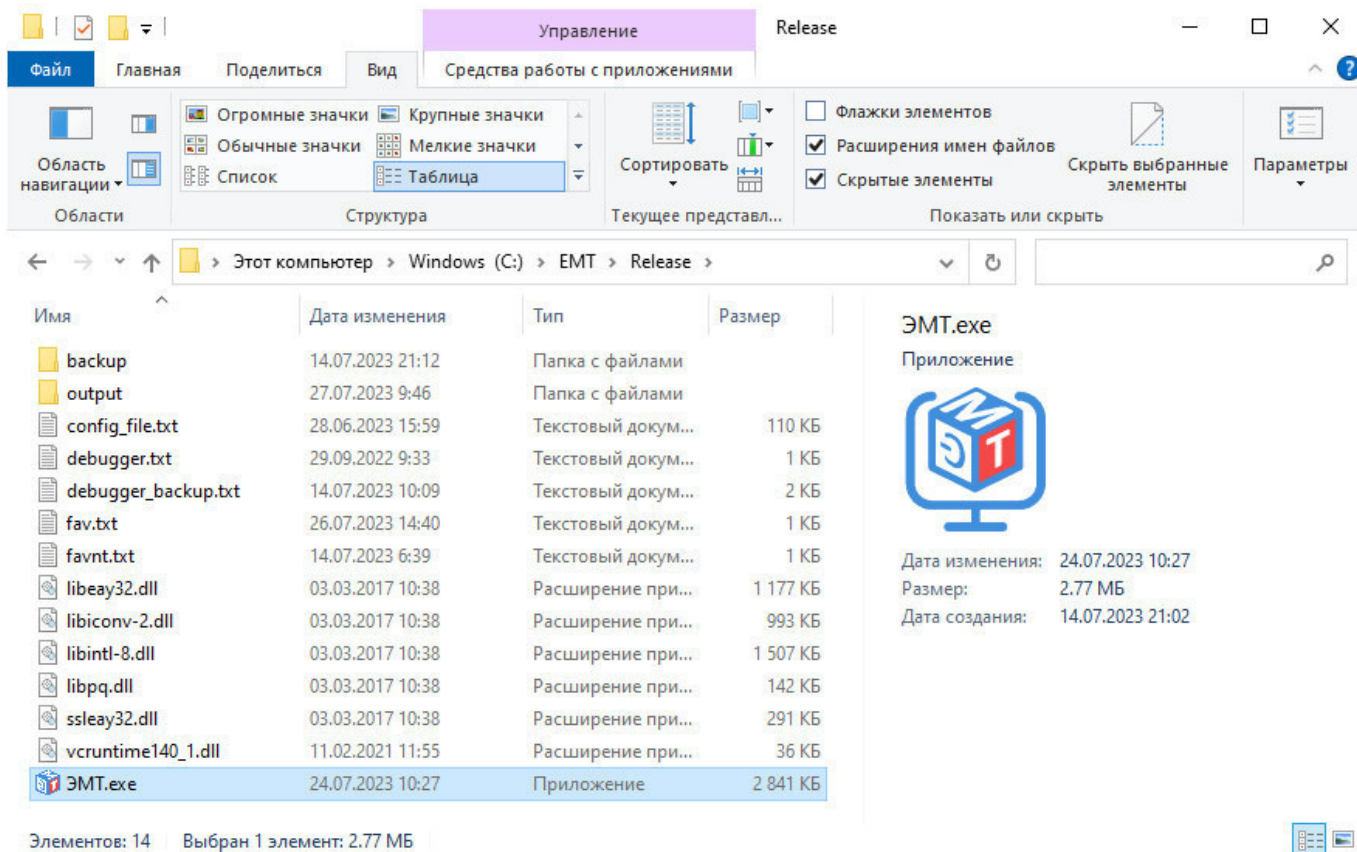 Управление Release
Файл Главная Поделиться Вид Средства работы с приложениями ?
Огромные значки Крупные значки Флажки элементов
Обычные значки Мелкие значки Расширения имен файлов
Список Таблица Скрытые элементы
Область навигации Сортировать Скрыть выбранные элементы Параметры
Области Структура Текущее представл... Показать или скрыть
Этот компьютер > Windows (C:) > EMT > Release >
Имя Дата изменения Тип Размер
backup 14.07.2023 21:12 Папка с файлами
output 27.07.2023 9:46 Папка с файлами
config_file.txt 28.06.2023 15:59 Текстовый докум... 110 КБ
debugger.txt 29.09.2022 9:33 Текстовый докум... 1 КБ
debugger_backup.txt 14.07.2023 10:09 Текстовый докум... 2 КБ
fav.txt 26.07.2023 14:40 Текстовый докум... 1 КБ
favnt.txt 14.07.2023 6:39 Текстовый докум... 1 КБ
libeay32.dll 03.03.2017 10:38 Расширение при... 1 177 КБ
libiconv-2.dll 03.03.2017 10:38 Расширение при... 993 КБ
libintl-8.dll 03.03.2017 10:38 Расширение при... 1 507 КБ
libpq.dll 03.03.2017 10:38 Расширение при... 142 КБ
ssleay32.dll 03.03.2017 10:38 Расширение при... 291 КБ
vcruntime140_1.dll 11.02.2021 11:55 Расширение при... 36 КБ
ЭМТ.exe 24.07.2023 10:27 Приложение 2 841 КБ
ЭМТ.exe
Приложение
ЭМТ
Дата изменения: 24.07.2023 10:27
Размер: 2.77 МБ
Дата создания: 14.07.2023 21:02
Элементов: 14 Выбран 1 элемент: 2.77 МБ